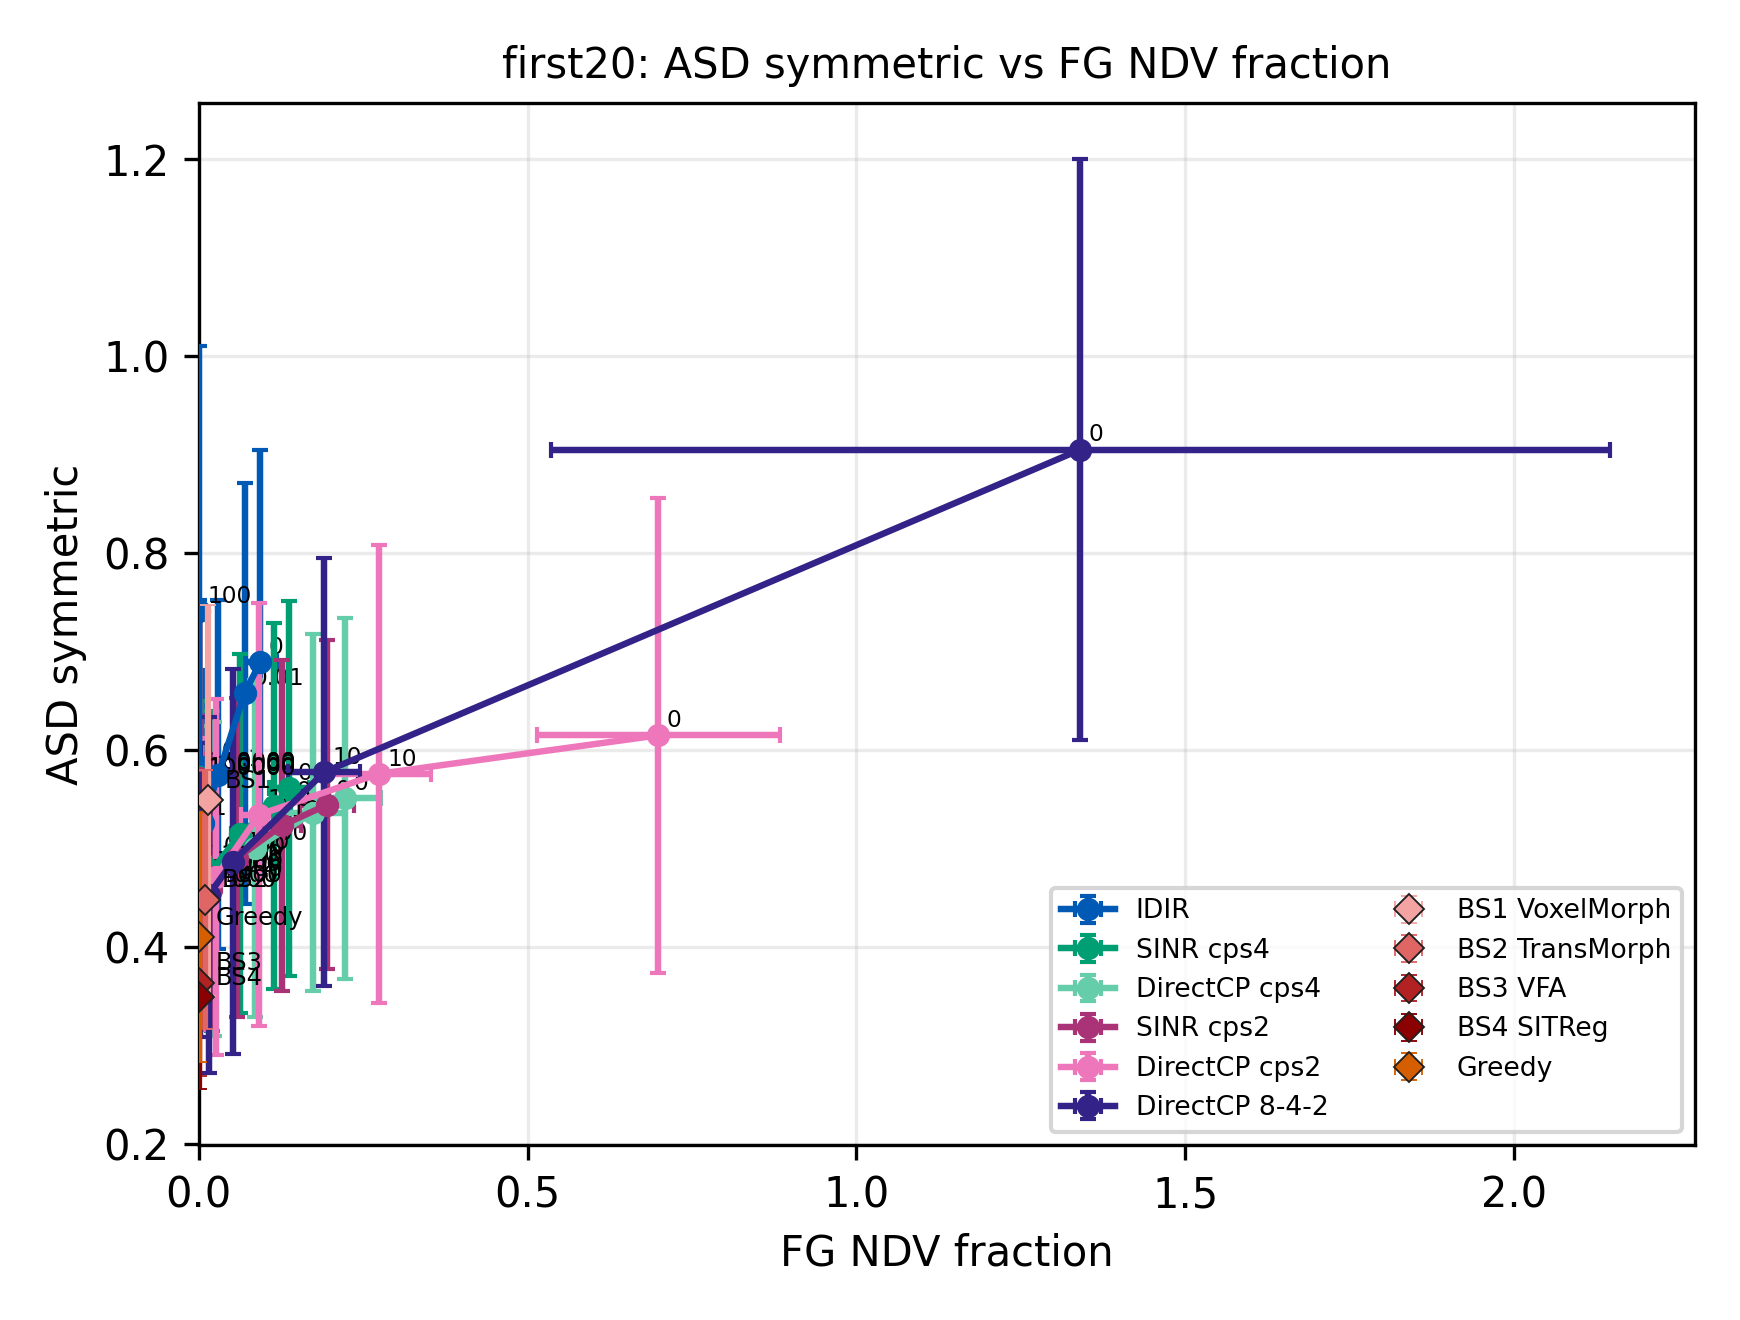 first20: ASD symmetric vs FG NDV fraction
ASD symmetric
1.2
1.0
0.8
0.6
0.4
0.2
0.0
0.5
1.0
1.5
2.0
FG NDV fraction
0
0
10
10
100
0
BS1
0
Greedy
BS3
BS4
IDIR
SINR cps4
DirectCP cps4
SINR cps2
DirectCP cps2
DirectCP 8-4-2
BS1 VoxelMorph
BS2 TransMorph
BS3 VFA
BS4 SITReg
Greedy